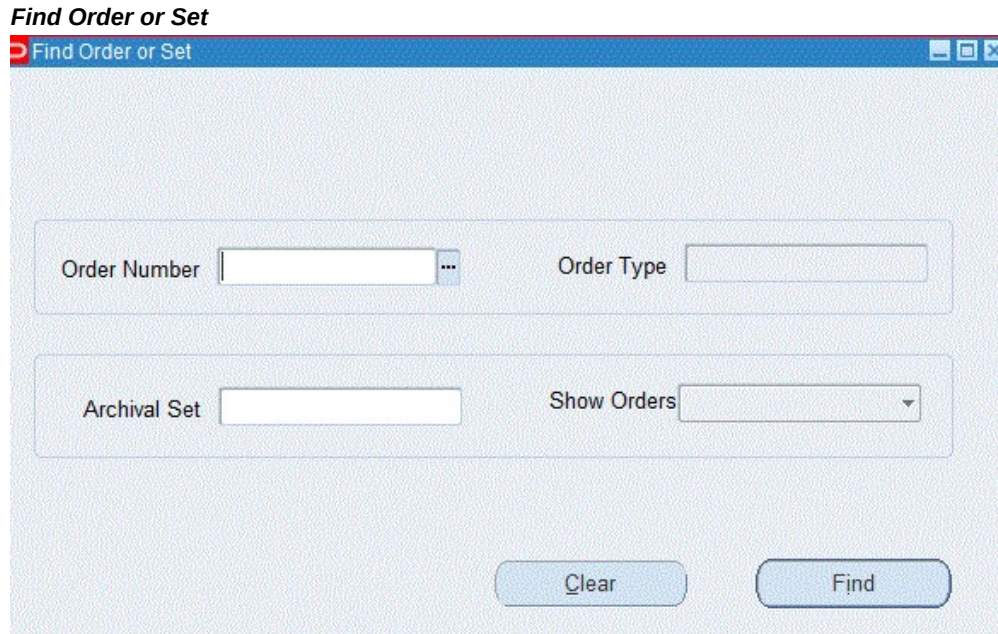 Find Order or Set
Find Order or Set
Order Number
Order Type
Archival Set
Show Orders
Clear
Find